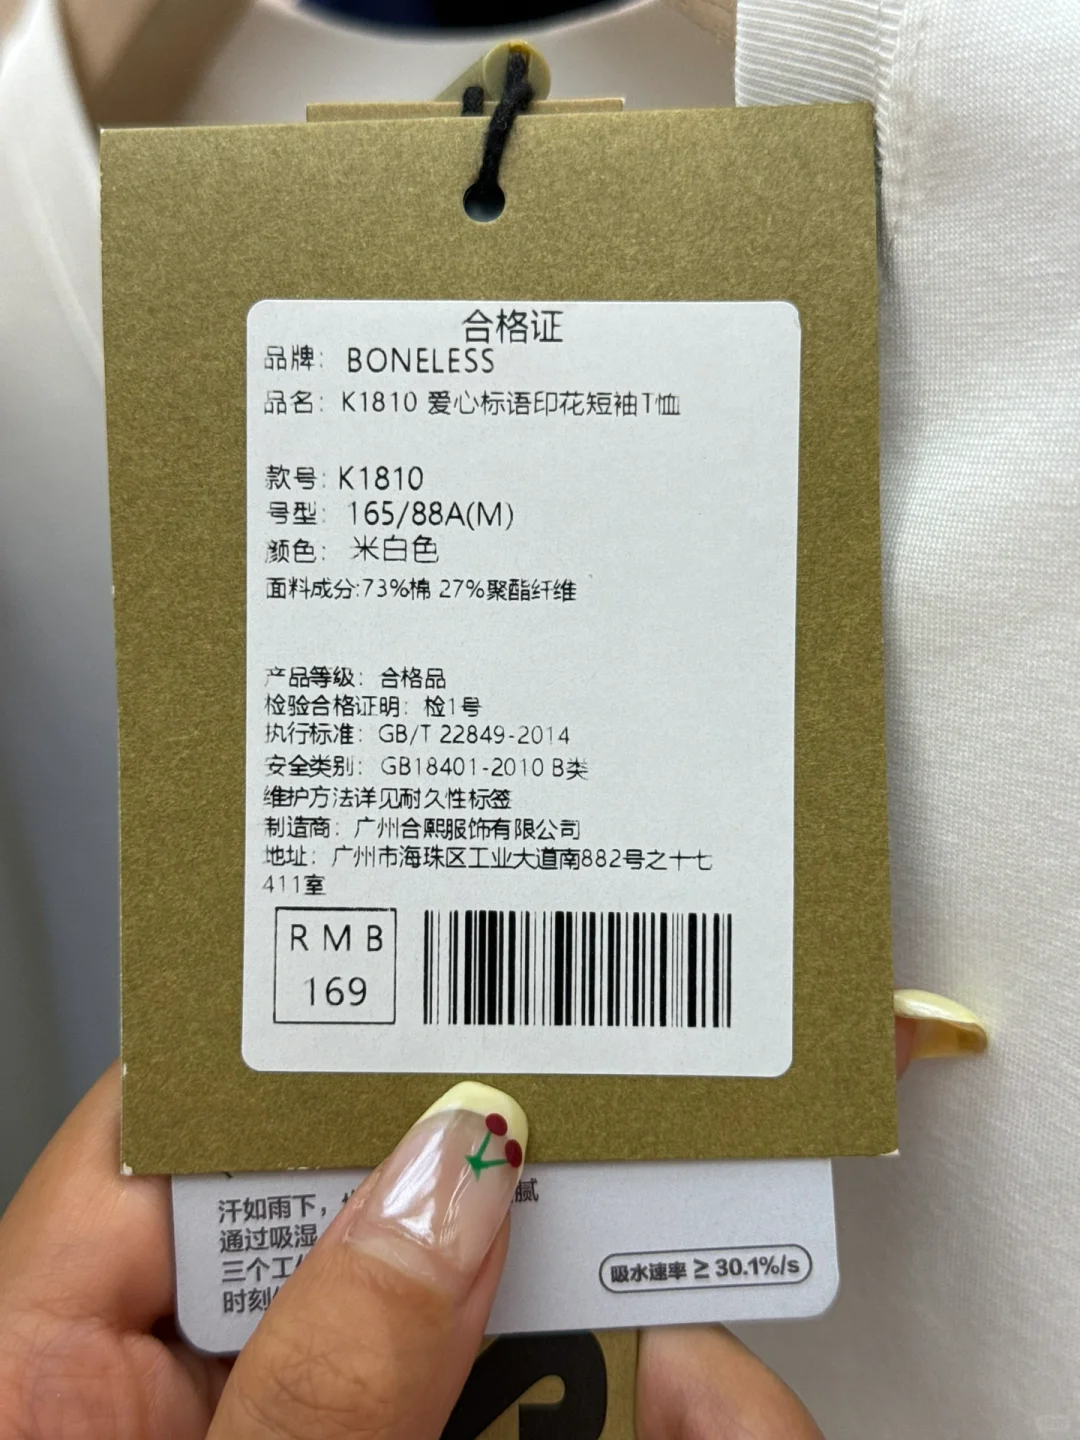 合格证
品牌： BONELESS
品名： K1810 爱心标语印花短袖T恤
款号: K1810
号型: 165/88A(M)
颜色： 米白色
面料成分:73%棉 27%聚酯纤维
产品等级： 合格品
检验合格证明： 检1号
执行标准： GB/T 22849-2014
安全类别： GB18401-2010 B类
维护方法详见耐久性标签
制造商： 广州合熙服饰有限公司
地址： 广州市海珠区工业大道南882号之十七
411室
RMB
169
汗如雨下， 腻
通过吸湿
三个工
时刻
吸水速率 ≥ 30.1%/s